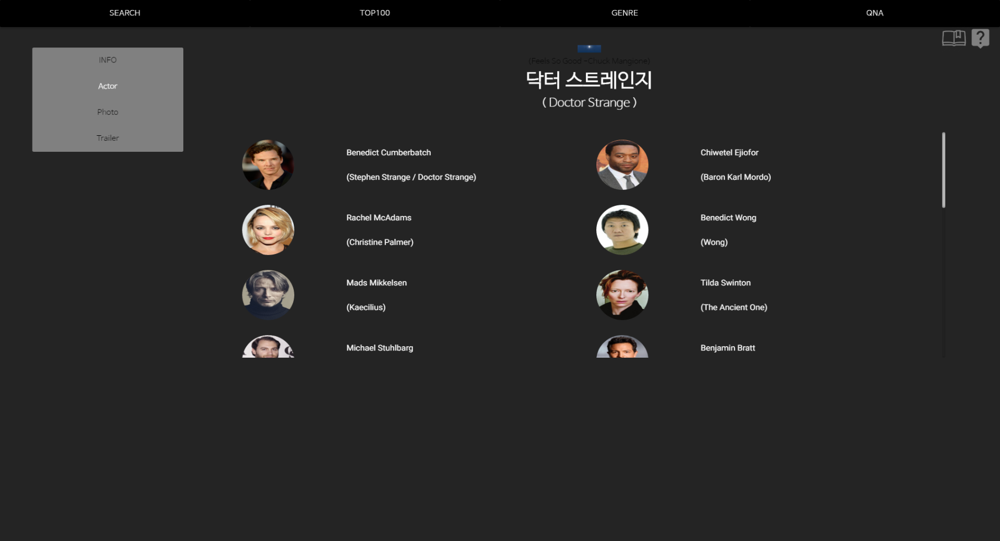 SEARCH
TOP100
GENRE
QNA
INFO
Actor
Photo
Trailer
(Feels So Good -Chuck Mangione)
닥터 스트레인지
( Doctor Strange )
Benedict Cumberbatch
(Stephen Strange / Doctor Strange)
Chiwetel Ejiofor
(Baron Karl Mordo)
Rachel McAdams
(Christine Palmer)
Benedict Wong
(Wong)
Mads Mikkelsen
(Kaecilius)
Tilda Swinton
(The Ancient One)
Michael Stuhlbarg
Benjamin Bratt